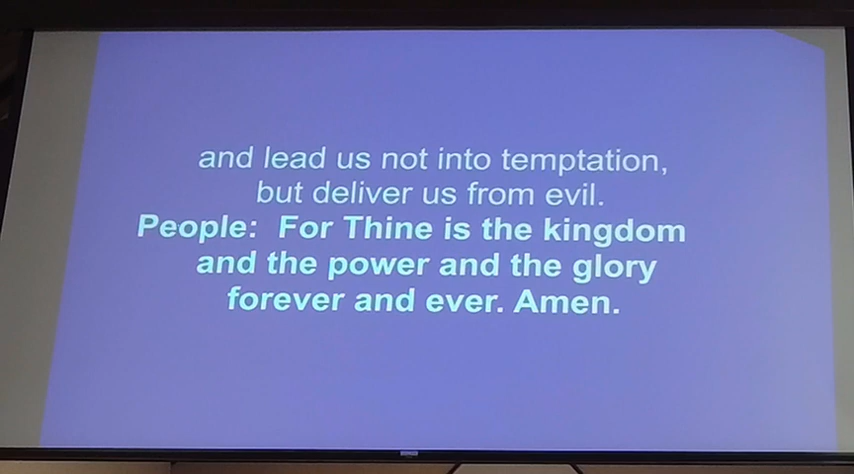 and lead us not into temptation,
but deliver us from evil.
People: For Thine is the kingdom
and the power and the glory
forever and ever. Amen.